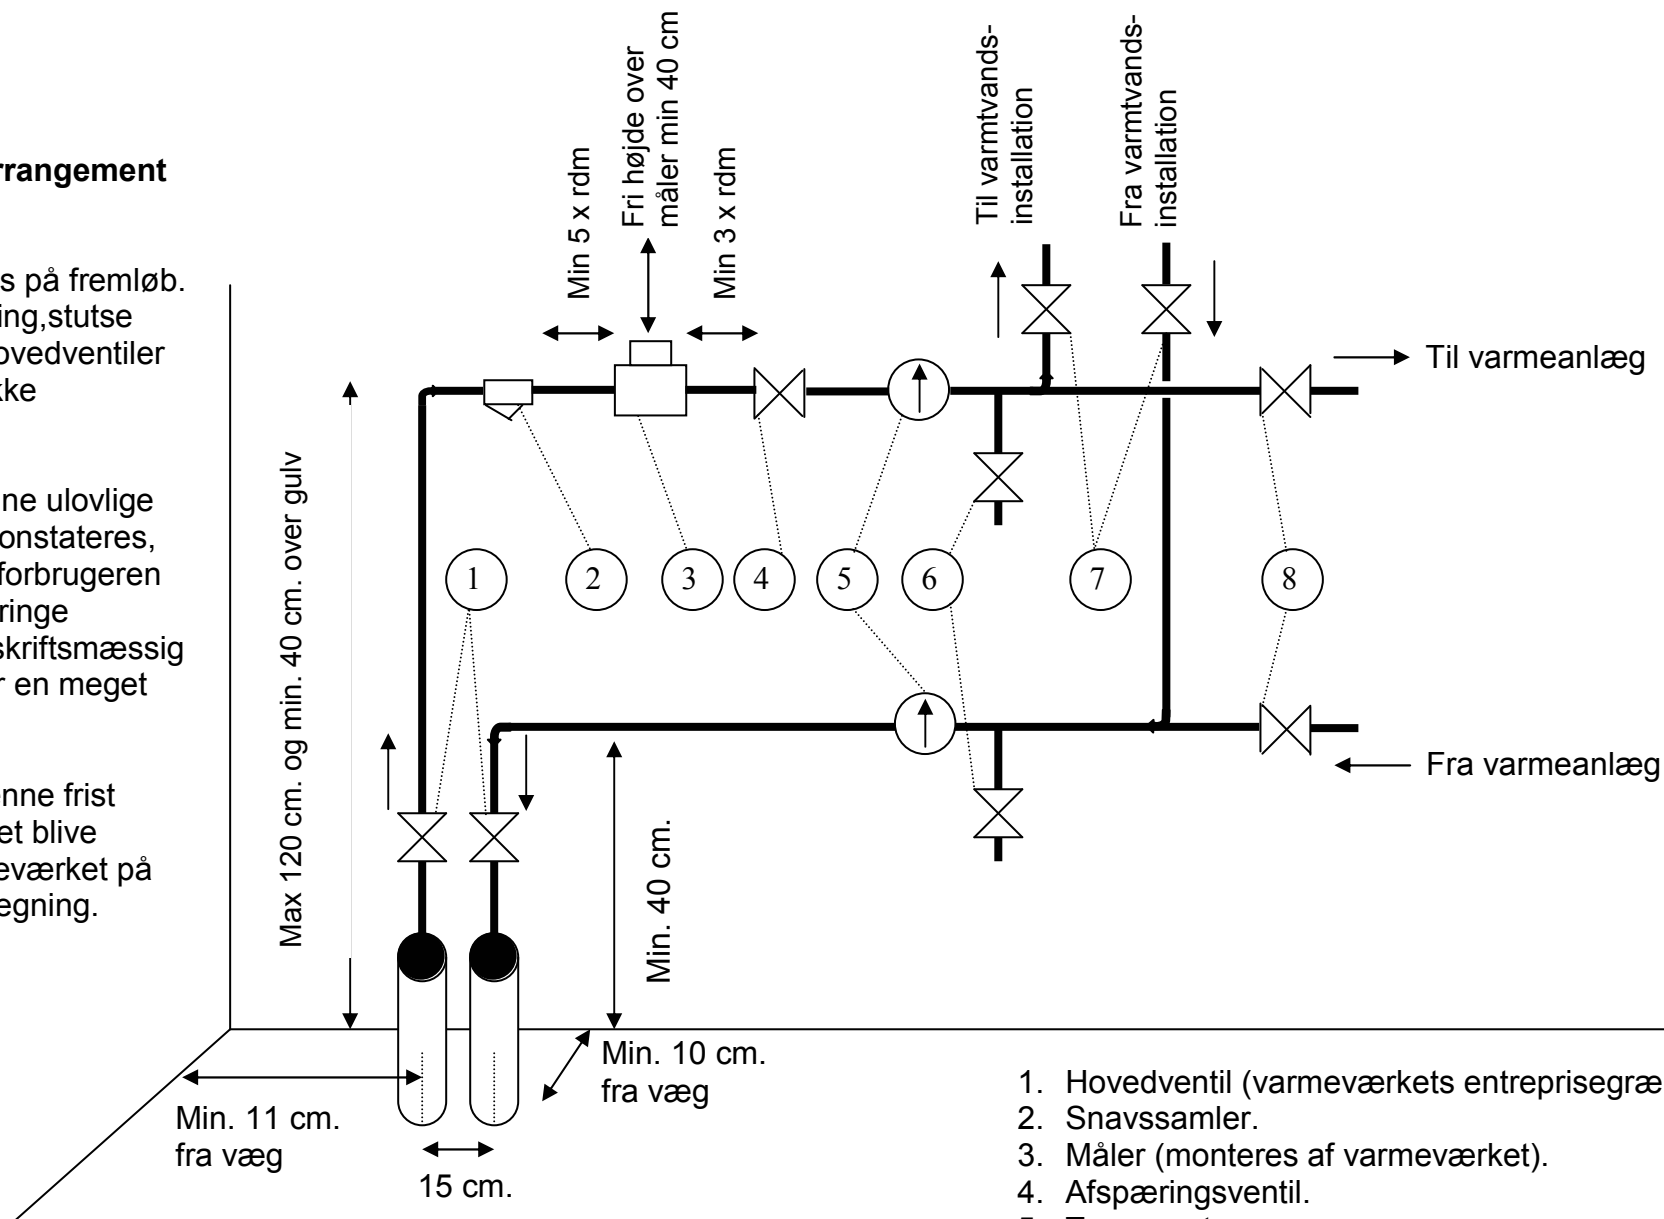 rrangement
s på fremløb.
ing,stutse
ovedventiler
kke
ne ulovlige
onstateres,
forbrugeren
ringe
skriftsmæssig
r en meget
enne frist
et blive
eværket på
egning.
Min 5 x rdm
Fri højde over
måler min 40 cm
Min 3 x rdm
Til varmtvands-
installation
Fra varmtvands-
installation
Til varmeanlæg
Max 120 cm. og min. 40 cm. over gulv
1
2
3
4
5
6
7
8
Fra varmeanlæg
Min. 40 cm.
Min. 10 cm.
fra væg
Min. 11 cm.
fra væg
15 cm.
1. Hovedventil (varmeværkets entreprisegræ
2. Snavssamler.
3. Måler (monteres af varmeværket).
4. Afspæringsventil.